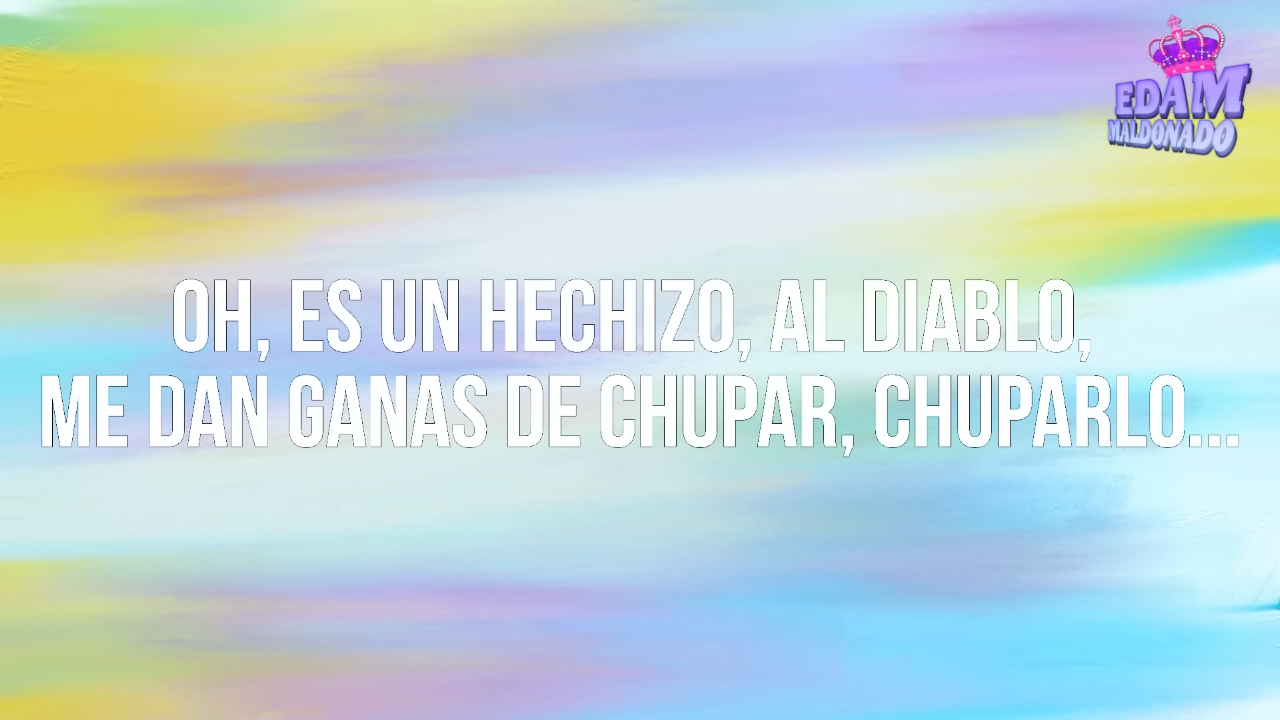 EDAM
MALDONADO
OH, ES UN HECHIZO, AL DIABLO,
ME DAN GANAS DE CHUPAR, CHUPARLO...